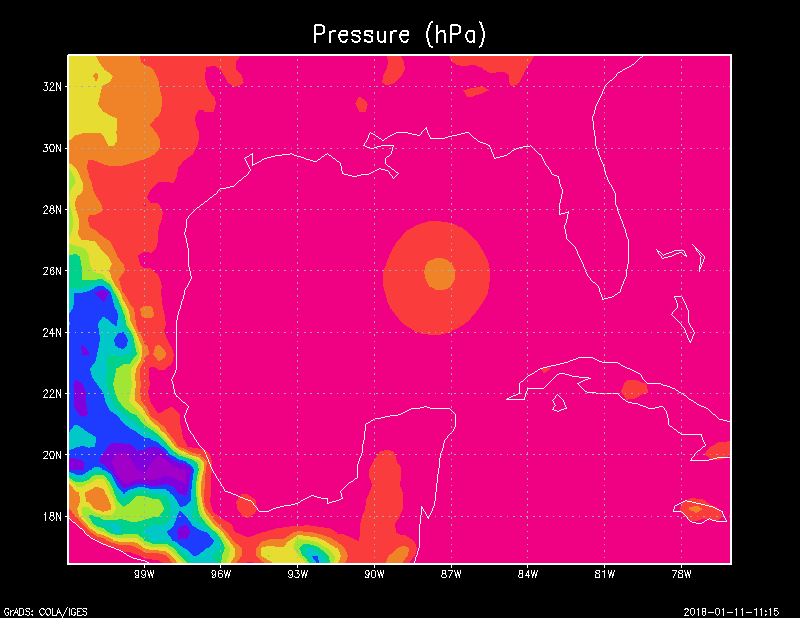 Pressure (hPa)
32N
30N
28N
26N
24N
22N
20N
18N
99W 96W 93W 90W 87W 84W 81W 78W
GrADS: COLA/IGES 2018-01-11-11:15